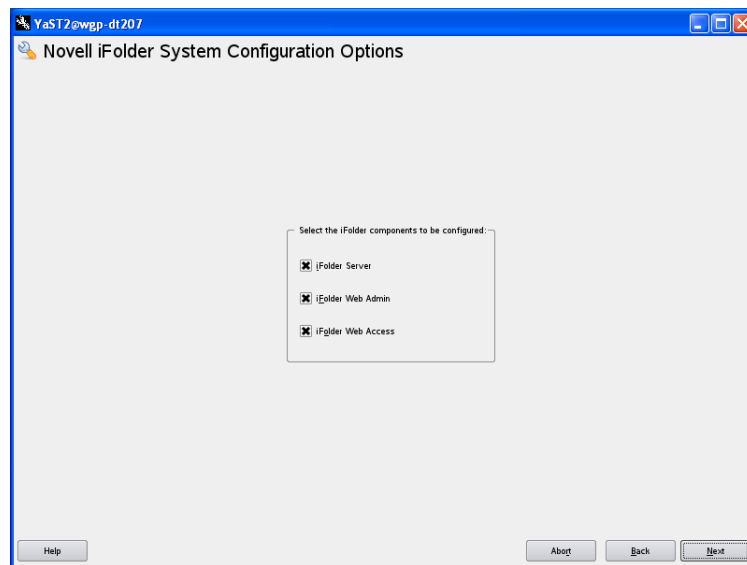 YaST2@wgp-dt207
Novell iFolder System Configuration Options
Select the iFolder components to be configured:
iFolder Server
iFolder Web Admin
iFolder Web Access
Help
Abort
Back
Next